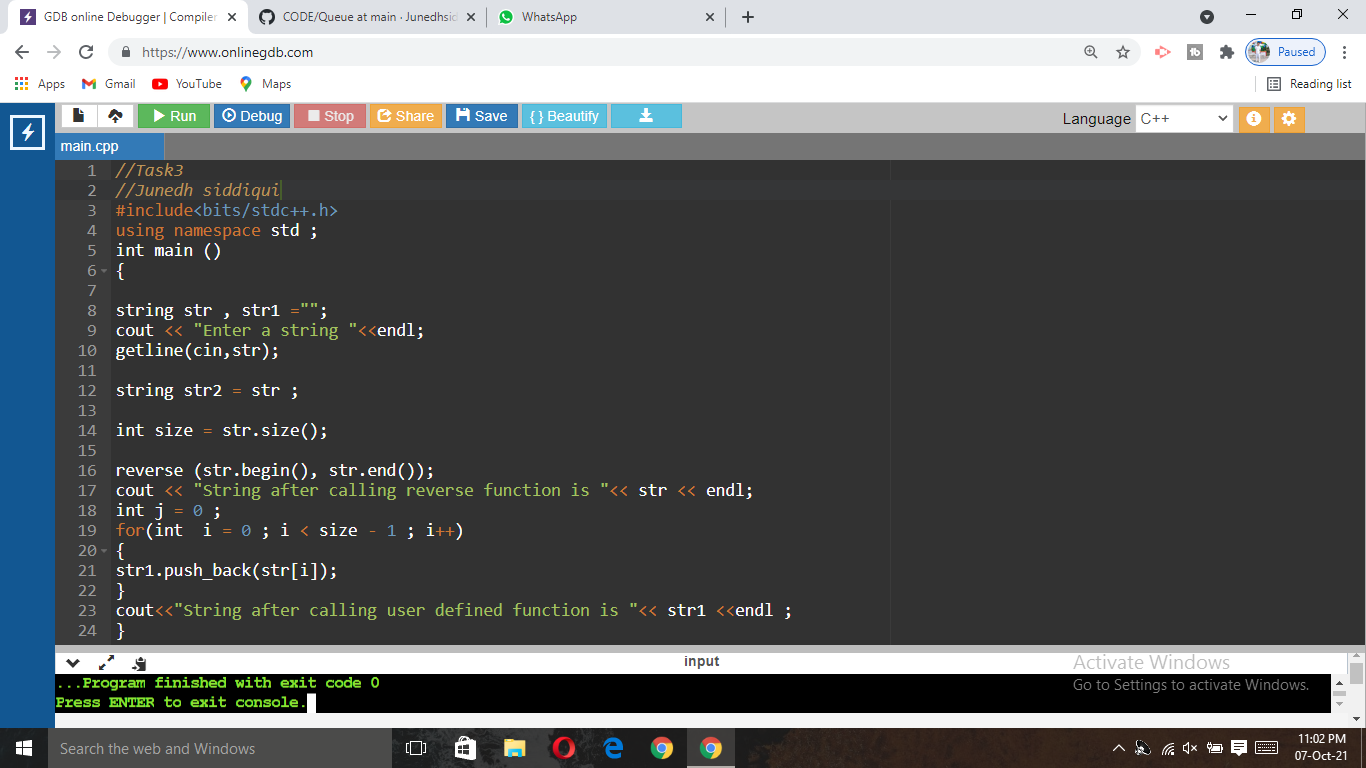 GDB online Debugger | Compiler
CODE/Queue at main · Junedhsid
WhatsApp
https://www.onlinegdb.com
Paused
Apps
Gmail
YouTube
Maps
Reading list
Run
Debug
Stop
Share
Save
{ } Beautify
Language
C++
main.cpp
1 //Task3
2 //Junedh siddiqui
3 #include<bits/stdc++.h>
4 using namespace std ;
5 int main ()
6 {
7
8 string str , str1 ="";
9 cout << "Enter a string "<<endl;
10 getline(cin,str);
11
12 string str2 = str ;
13
14 int size = str.size();
15
16 reverse (str.begin(), str.end());
17 cout << "String after calling reverse function is "<< str << endl;
18 int j = 0 ;
19 for(int  i = 0 ; i < size - 1 ; i++)
20 {
21 str1.push_back(str[i]);
22 }
23 cout<<"String after calling user defined function is "<< str1 <<endl ;
24 }
input
...Program finished with exit code 0
Press ENTER to exit console.
Activate Windows
Go to Settings to activate Windows.
Search the web and Windows
11:02 PM
07-Oct-21